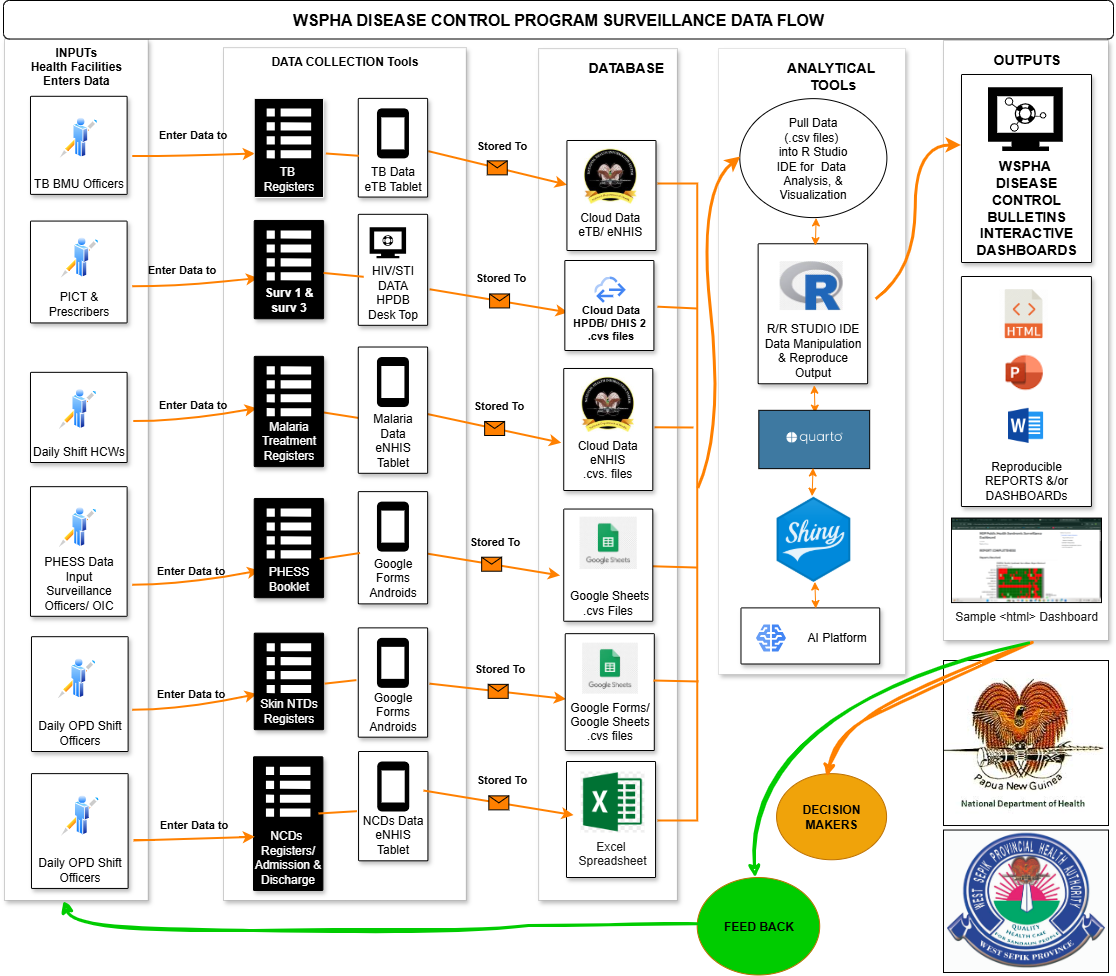 WSPHA DISEASE CONTROL PROGRAM SURVEILLANCE DATA FLOW
INPUTs
Health Facilities
Enters Data
TB BMU Officers
PICT &
Prescribers
Daily Shift HCWs
PHESS Data
Input
Surveillance
Officers/ OIC
Daily OPD Shift
Officers
Daily OPD Shift
Officers
Enter Data to
Enter Data to
Enter Data to
Enter Data to
Enter Data to
Enter Data to
DATA COLLECTION Tools
TB
Registers
TB Data
eTB Tablet
Surv 1 &
surv 3
HIV/STI
DATA
HPDB
Desk Top
Malaria
Treatment
Registers
Malaria
Data
eNHIS
Tablet
PHESS
Booklet
Google
Forms
Androids
Skin NTDs
Registers
Google
Forms
Androids
NCDs
Registers/
Admission &
Discharge
NCDs Data
eNHIS
Tablet
Stored To
Stored To
Stored To
Stored To
Stored To
Stored To
DATABASE
Cloud Data
eTB/ eNHIS
Cloud Data
HPDB/ DHIS 2
.cvs files
Cloud Data
eNHIS
.cvs. files
Google Sheets
Google Sheets
.cvs Files
Google Sheets
Google Forms/
Google Sheets
.cvs files
X
Excel
Spreadsheet
ANALYTICAL
TOOLs
Pull Data
(.csv files)
into R Studio
IDE for Data
Analysis, &
Visualization
R
R/R STUDIO IDE
Data Manipulation
& Reproduce
Output
quarto
Shiny
AI Platform
OUTPUTS
WSPHA
DISEASE
CONTROL
BULLETINS
INTERACTIVE
DASHBOARDS
HTML
P
W
Reproducible
REPORTS &/or
DASHBOARDs
REPORT COMPLETENESS
Sample <html> Dashboard
DECISION
MAKERS
FEED BACK
Papua New Guinea
National Department of Health
WEST SEPIK PROVINCIAL HEALTH AUTHORITY
QUALITY
HEALTH CARE
FOR SANDAUN PEOPLE
WEST SEPIK PROVINCE